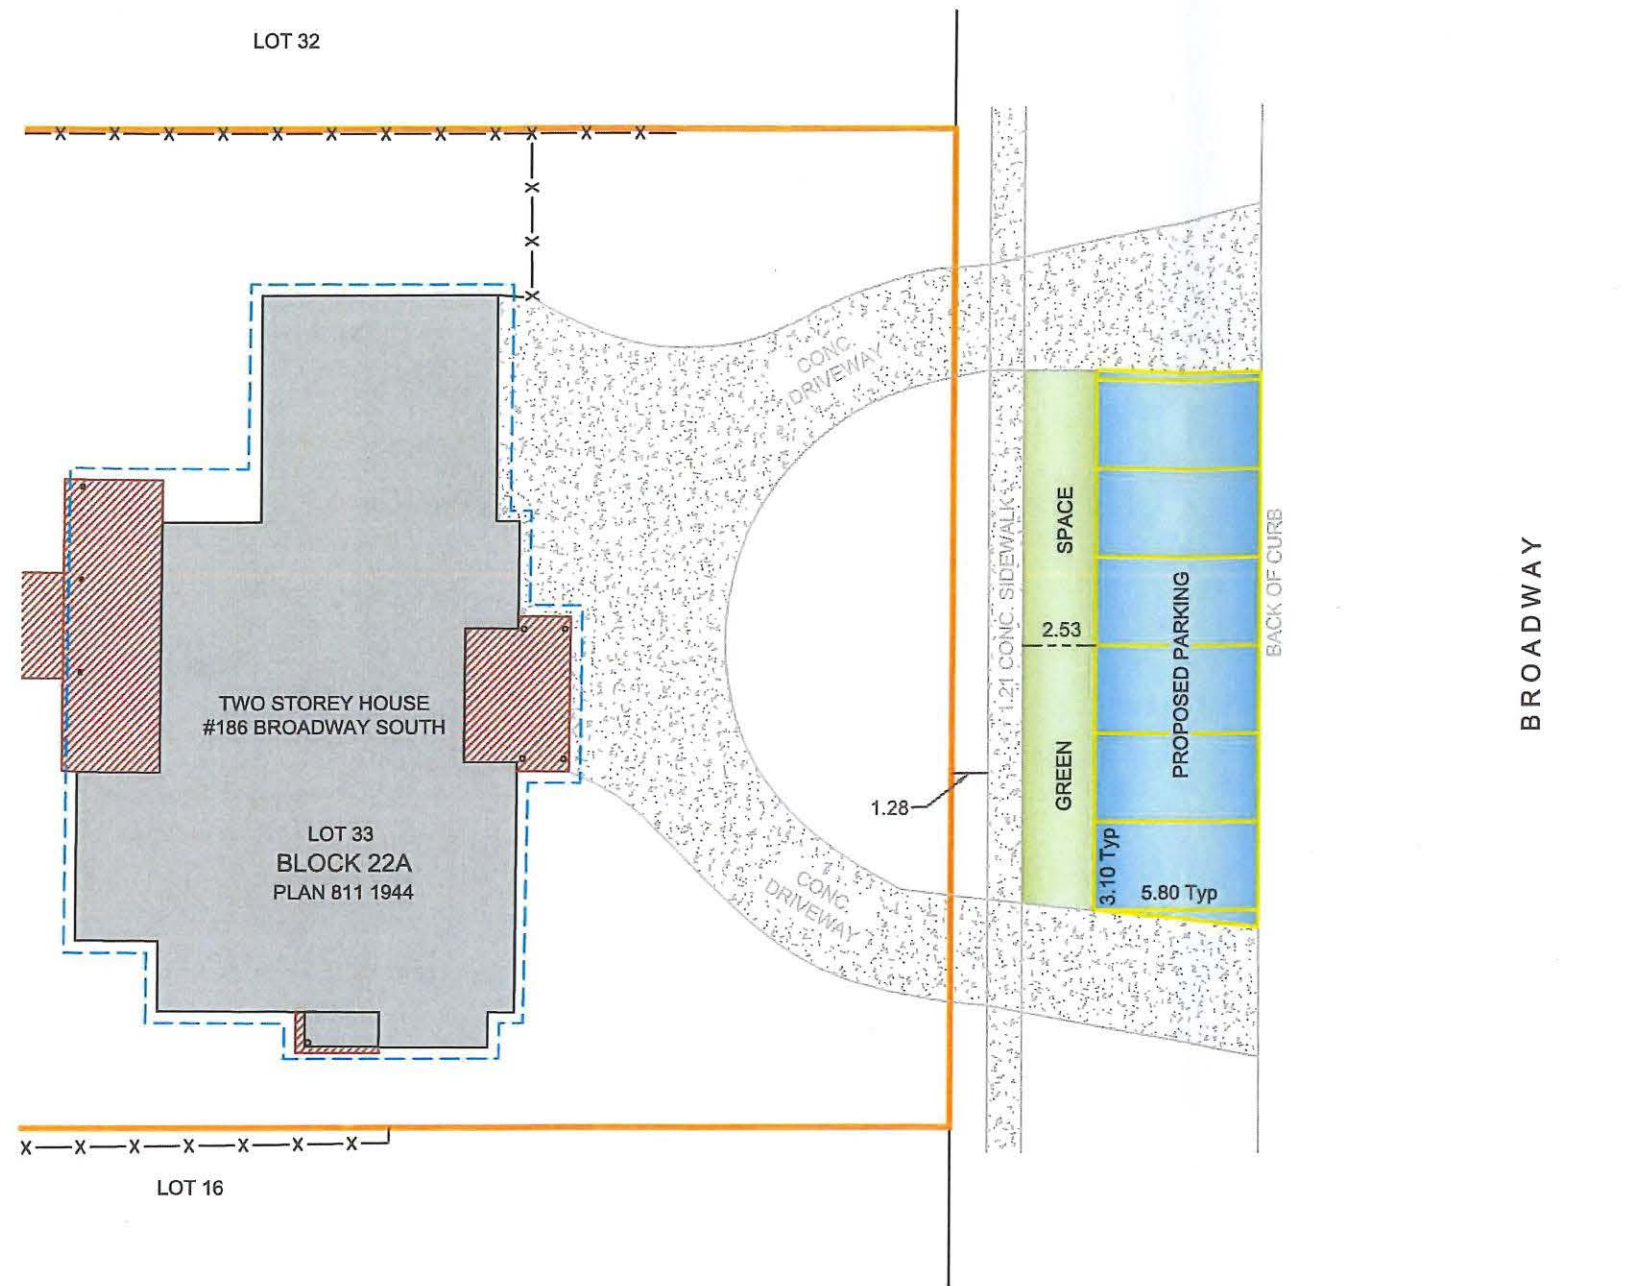 LOT 32
CONC.
DRIVEWAY
SPACE
1.21 CONC. SIDEWALK
BACK OF CURB
BROADWAY
PROPOSED PARKING
2.53
TWO STOREY HOUSE
#186 BROADWAY SOUTH
GREEN
1.28
LOT 33
BLOCK 22A
PLAN 811 1944
3.10 Typ
5.80 Typ
CONC.
DRIVEWAY
LOT 16